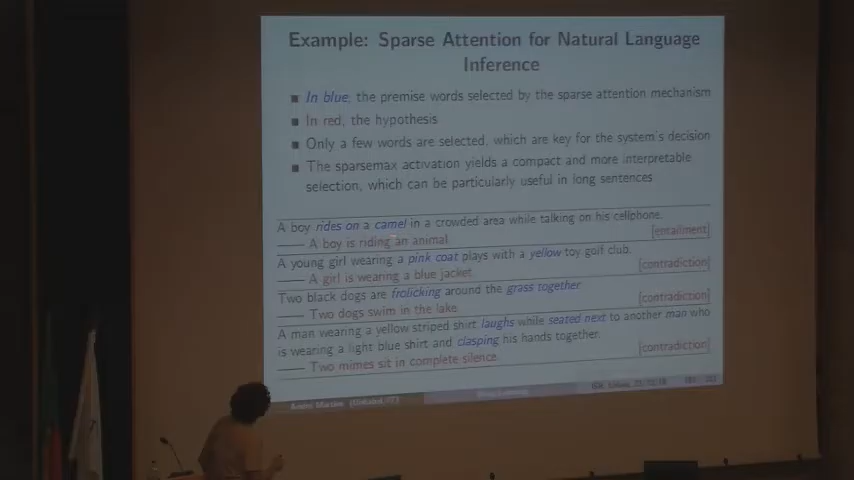 Example: Sparse Attention for Natural Language
Inference
In blue, the premise words selected by the sparse attention mechanism
In red, the hypothesis
Only a few words are selected, which are key for the system's decision
The sparsemax activation yields a compact and more interpretable
selection, which can be particularly useful in long sentences
A boy rides on a camel in a crowded area while talking on his cellphone.
—— A boy is riding an animal. [entailment]
A young girl wearing a pink coat plays with a yellow toy golf club.
—— A girl is wearing a blue jacket. [contradiction]
Two black dogs are frolicking around the grass together.
—— Two dogs swim in the lake. [contradiction]
A man wearing a yellow striped shirt laughs while seated next to another man who
is wearing a light blue shirt and clasping his hands together.
—— Two mimes sit in complete silence. [contradiction]